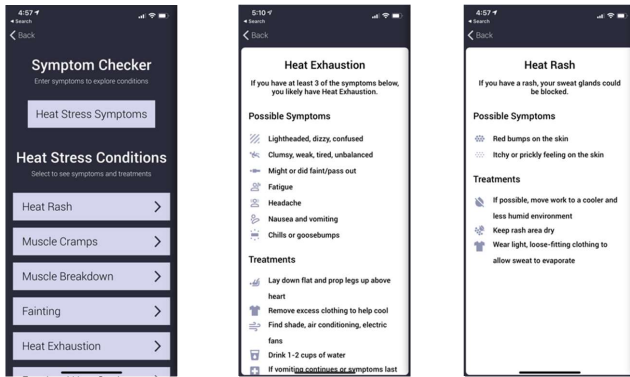 4:57
Search
Back
Symptom Checker
Enter symptoms to explore conditions
Heat Stress Symptoms
Heat Stress Conditions
Select to see symptoms and treatments
Heat Rash
Muscle Cramps
Muscle Breakdown
Fainting
Heat Exhaustion
5:10
Search
Back
Heat Exhaustion
If you have at least 3 of the symptoms below,
you likely have Heat Exhaustion.
Possible Symptoms
Lightheaded, dizzy, confused
Clumsy, weak, tired, unbalanced
Might or did faint/pass out
Fatigue
Headache
Nausea and vomiting
Chills or goosebumps
Treatments
Lay down flat and prop legs up above
heart
Remove excess clothing to help cool
Find shade, air conditioning, electric
fans
Drink 1-2 cups of water
If vomiting continues or symptoms last
4:57
Search
Back
Heat Rash
If you have a rash, your sweat glands could
be blocked.
Possible Symptoms
Red bumps on the skin
Itchy or prickly feeling on the skin
Treatments
If possible, move work to a cooler and
less humid environment
Keep rash area dry
Wear light, loose-fitting clothing to
allow sweat to evaporate